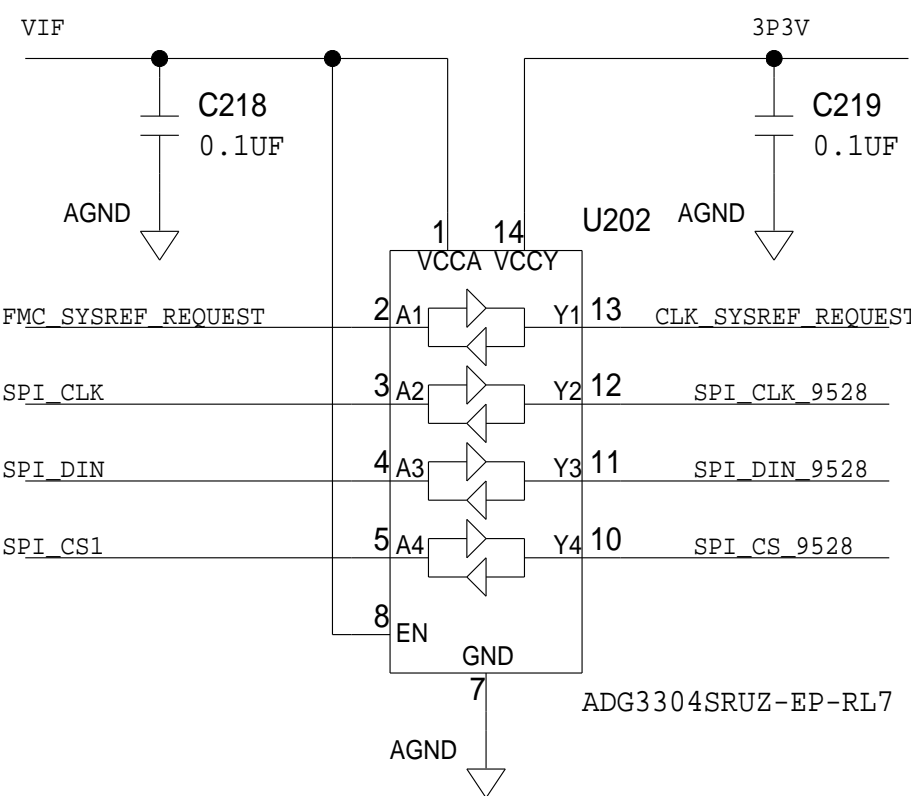 VIF 3P3V
C218 C219
0.1UF 0.1UF
AGND 1 14 U202 AGND
VCCA VCCY
FMC_SYSREF_REQUEST 2 A1 Y1 13 CLK_SYSREF_REQUEST
SPI_CLK 3 A2 Y2 12 SPI_CLK_9528
SPI_DIN 4 A3 Y3 11 SPI_DIN_9528
SPI_CS1 5 A4 Y4 10 SPI_CS_9528
8 EN
GND
7 ADG3304SRUZ-EP-RL7
AGND